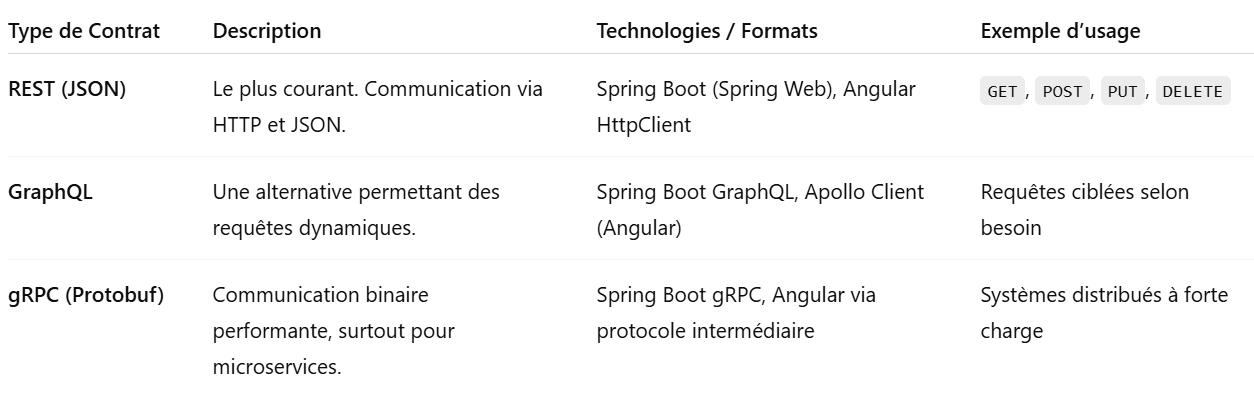 Type de Contrat Description Technologies / Formats Exemple d’usage
REST (JSON) Le plus courant. Communication via Spring Boot (Spring Web), Angular GET, POST, PUT, DELETE
HTTP et JSON. HttpClient
GraphQL Une alternative permettant des Spring Boot GraphQL, Apollo Client Requêtes ciblées selon
requêtes dynamiques. (Angular) besoin
gRPC (Protobuf) Communication binaire Spring Boot gRPC, Angular via Systèmes distribués à forte
performante, surtout pour protocole intermédiaire charge
microservices.